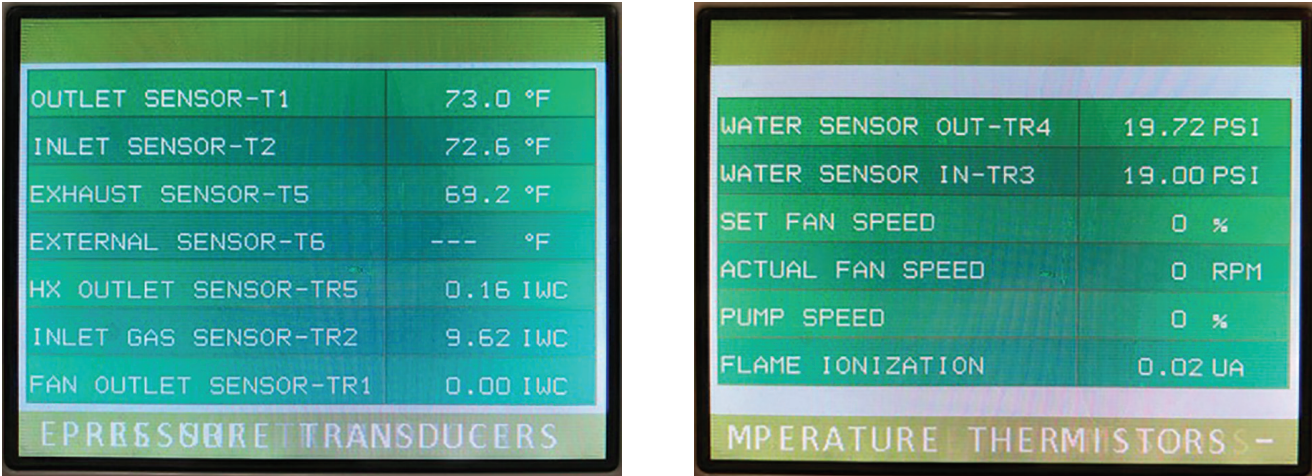 OUTLET SENSOR-T1 73.0 °F
INLET SENSOR-T2 72.6 °F
EXHAUST SENSOR-T5 69.2 °F
EXTERNAL SENSOR-T6 --- °F
HX OUTLET SENSOR-TR5 0.16 IWC
INLET GAS SENSOR-TR2 9.62 IWC
FAN OUTLET SENSOR-TR1 0.00 IWC
TRANSDUCERS
WATER SENSOR OUT-TR4 19.72 PSI
WATER SENSOR IN-TR3 19.00 PSI
SET FAN SPEED 0 %
ACTUAL FAN SPEED 0 RPM
PUMP SPEED 0 %
FLAME IONIZATION 0.02 UA
MPERATURE THERMISTORS -